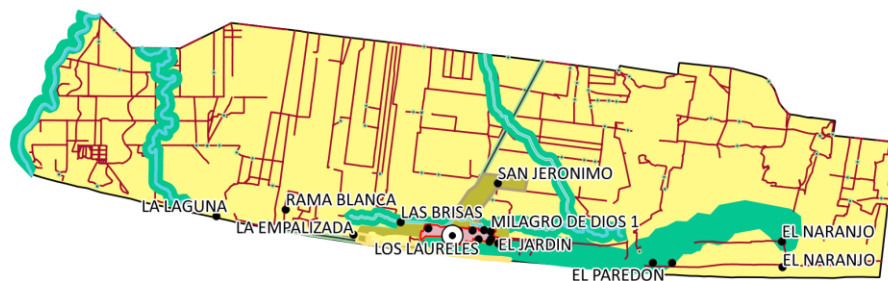 SAN JERONIMO
RAMA BLANCA
LA LAGUNA
LAS BRISAS
MILAGRO DE DIOS 1
LA EMPALIZADA
EL NARANJO
LOS LAURELES
EL JARDÍN
EL PAREDON
EL NARANJO